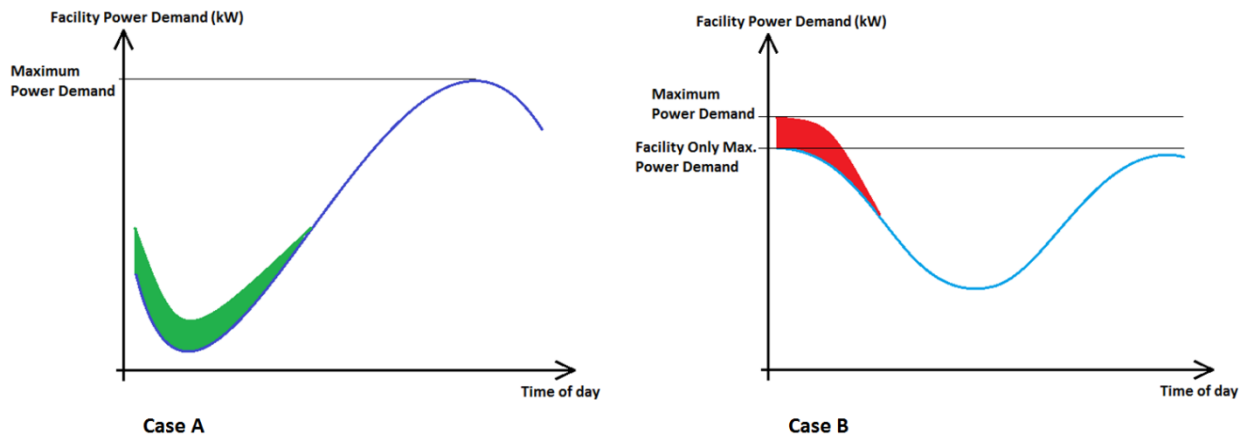 Facility Power Demand (kW)
Maximum
Power Demand
Time of day
Case A
Facility Power Demand (kW)
Maximum
Power Demand
Facility Only Max.
Power Demand
Time of day
Case B